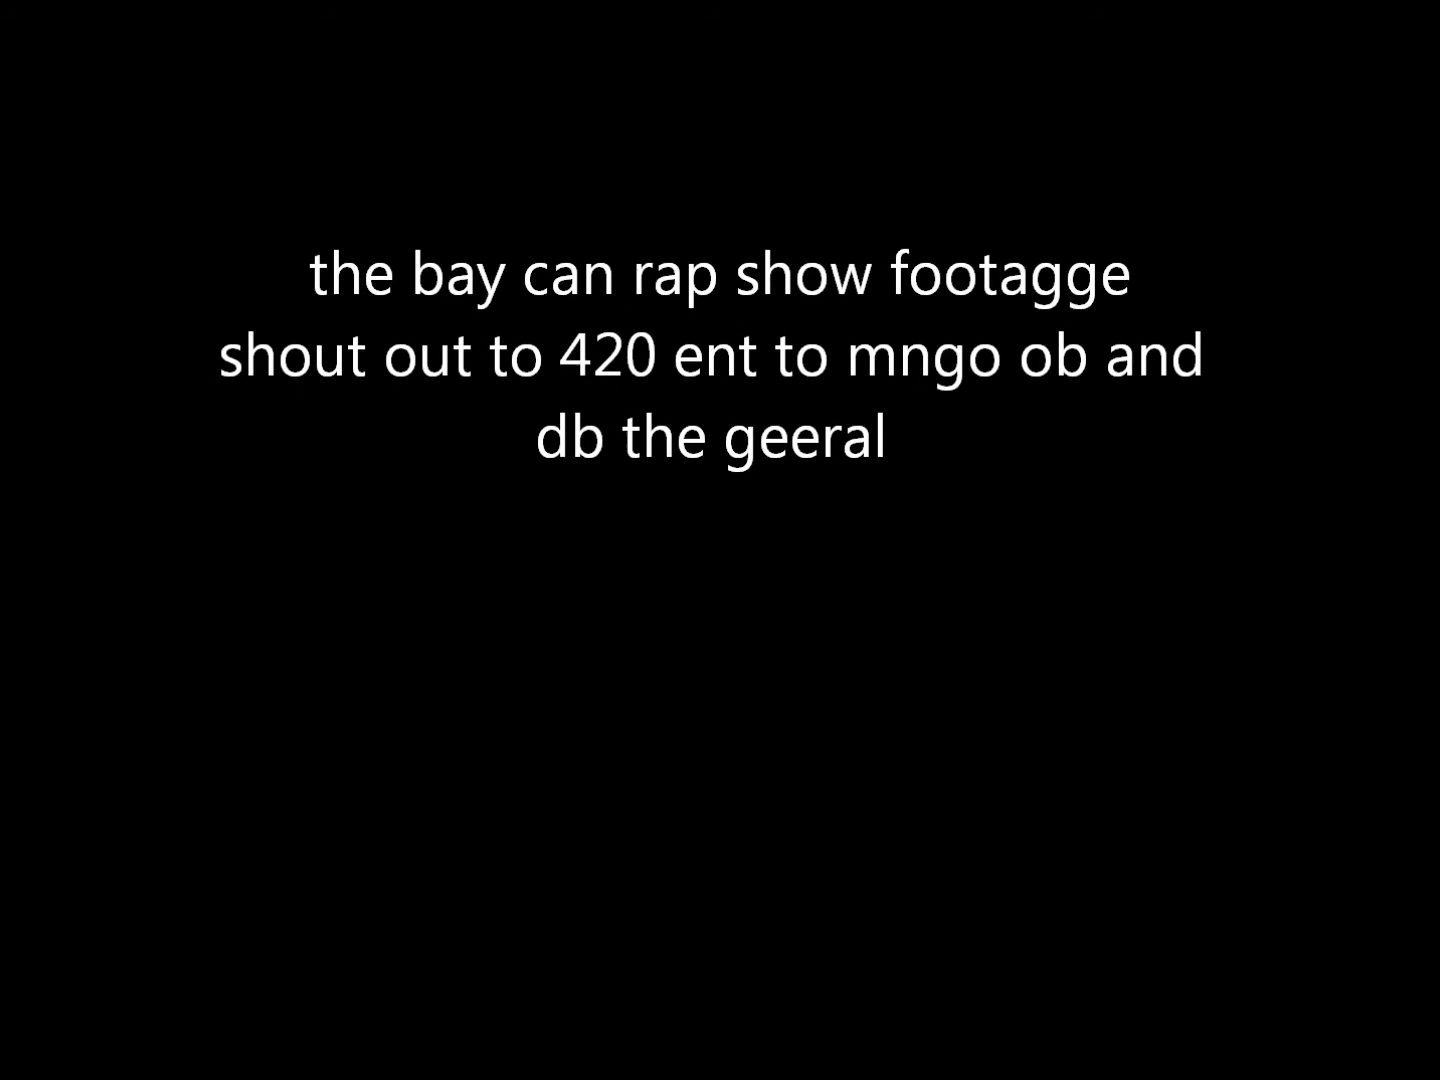 the bay can rap show footagge
shout out to 420 ent to mngo ob and
db the geeral